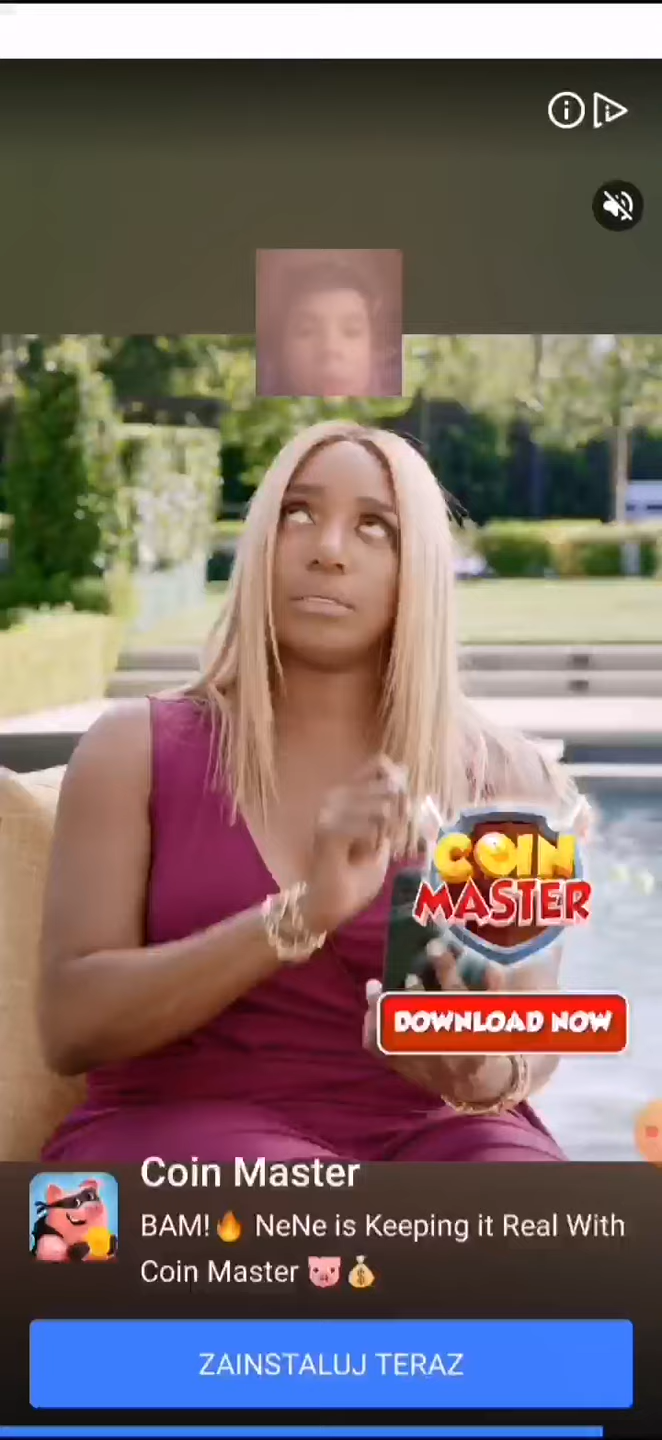 COIN
MASTER
DOWNLOAD NOW
Coin Master
BAM!🔥 NeNe is Keeping it Real With
Coin Master 🐷💰
ZAINSTALUJ TERAZ